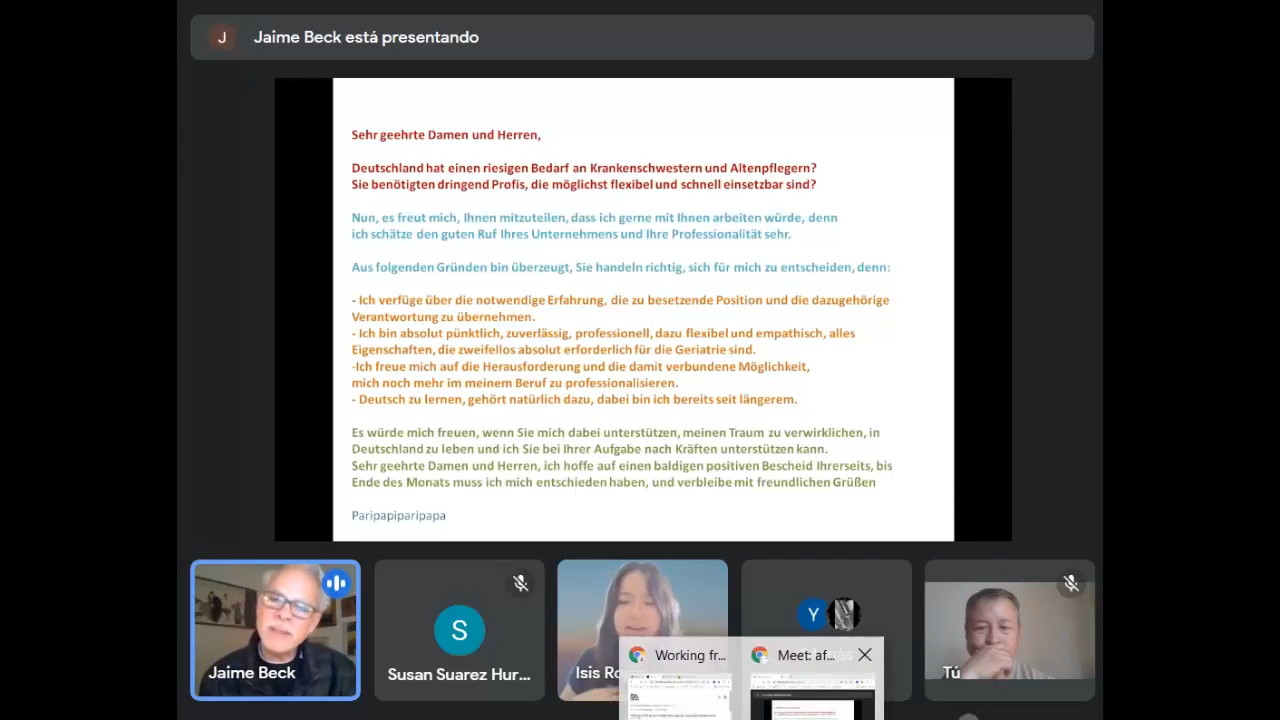 J
Jaime Beck está presentando
Sehr geehrte Damen und Herren,
Deutschland hat einen riesigen Bedarf an Krankenschwestern und Altenpflegern?
Sie benötigten dringend Profis, die möglichst flexibel und schnell einsetzbar sind?
Nun, es freut mich, Ihnen mitzuteilen, dass ich gerne mit Ihnen arbeiten würde, denn
ich schätze den guten Ruf Ihres Unternehmens und Ihre Professionalität sehr.
Aus folgenden Gründen bin überzeugt, Sie handeln richtig, sich für mich zu entscheiden, denn:
- Ich verfüge über die notwendige Erfahrung, die zu besetzende Position und die dazugehörige
Verantwortung zu übernehmen.
- Ich bin absolut pünktlich, zuverlässig, professionell, dazu flexibel und empathisch, alles
Eigenschaften, die zweifellos absolut erforderlich für die Geriatrie sind.
-Ich freue mich auf die Herausforderung und die damit verbundene Möglichkeit,
mich noch mehr im meinem Beruf zu professionalisieren.
- Deutsch zu lernen, gehört natürlich dazu, dabei bin ich bereits seit längerem.
Es würde mich freuen, wenn Sie mich dabei unterstützen, meinen Traum zu verwirklichen, in
Deutschland zu leben und ich Sie bei Ihrer Aufgabe nach Kräften unterstützen kann.
Sehr geehrte Damen und Herren, ich hoffe auf einen baldigen positiven Bescheid Ihrerseits, bis
Ende des Monats muss ich mich entschieden haben, und verbleibe mit freundlichen Grüßen
Paripapiparipapa
S
Y
Jaime Beck
Susan Suarez Hur...
Isis Ro
Tú
Working fr...
Meet: af...